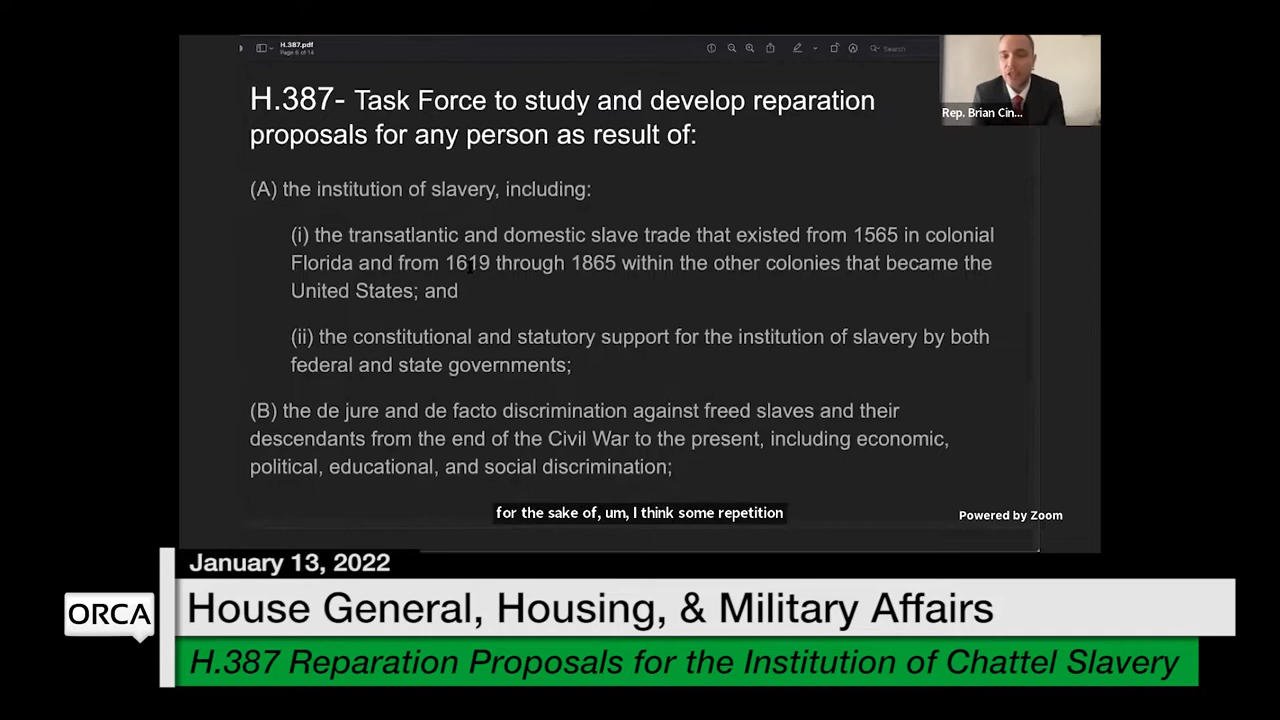 H.387.pdf
Page 6 of 14
Search
H.387- Task Force to study and develop reparation
proposals for any person as result of:
Rep. Brian Cin...
(A) the institution of slavery, including:
(i) the transatlantic and domestic slave trade that existed from 1565 in colonial
Florida and from 1619 through 1865 within the other colonies that became the
United States; and
(ii) the constitutional and statutory support for the institution of slavery by both
federal and state governments;
(B) the de jure and de facto discrimination against freed slaves and their
descendants from the end of the Civil War to the present, including economic,
political, educational, and social discrimination;
for the sake of, um, I think some repetition
Powered by Zoom
January 13, 2022
ORCA
House General, Housing, & Military Affairs
H.387 Reparation Proposals for the Institution of Chattel Slavery